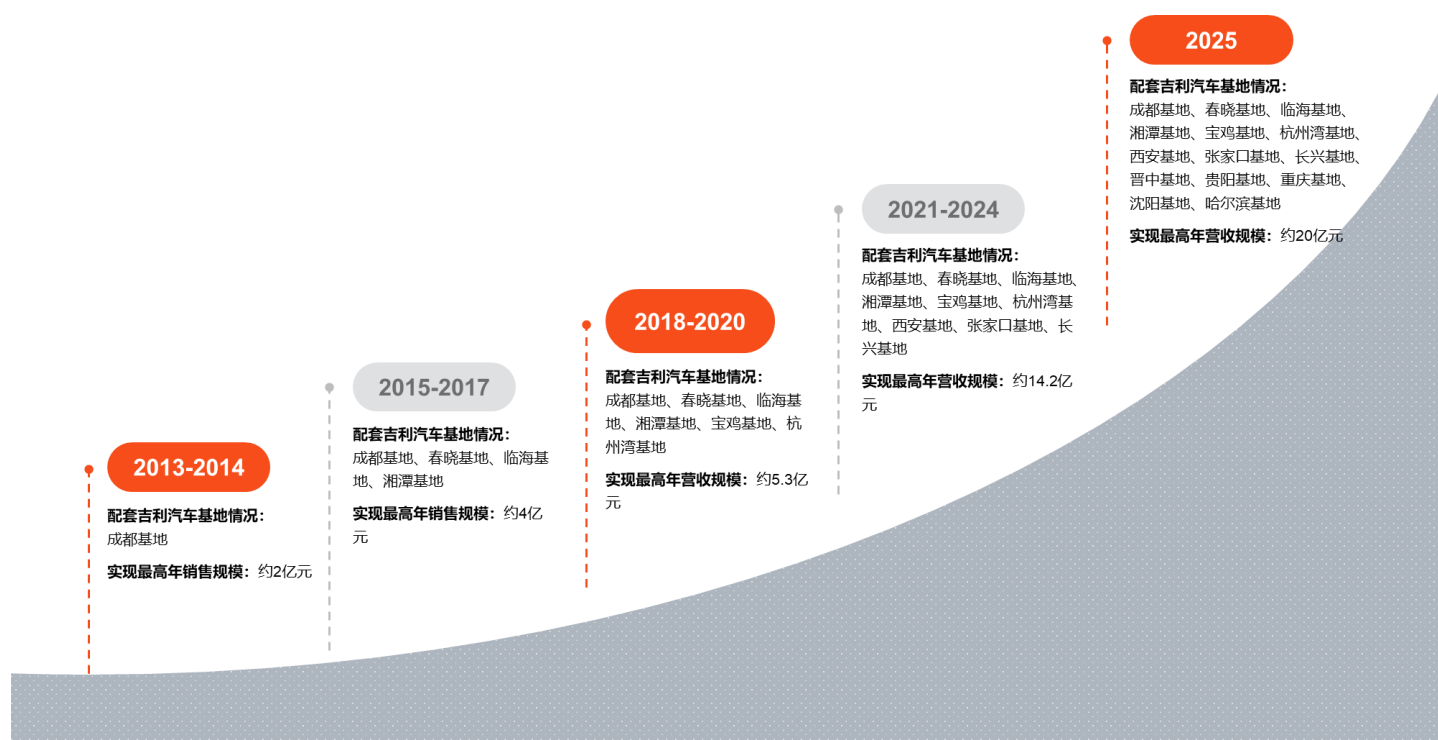 2013-2014
配套吉利汽车基地情况：
成都基地
实现最高年销售规模：约2亿元
2015-2017
配套吉利汽车基地情况：
成都基地、春晓基地、临海基
地、湘潭基地
实现最高年销售规模：约4亿
元
2018-2020
配套吉利汽车基地情况：
成都基地、春晓基地、临海基
地、湘潭基地、宝鸡基地、杭
州湾基地
实现最高年营收规模：约5.3亿
元
2021-2024
配套吉利汽车基地情况：
成都基地、春晓基地、临海基地、
湘潭基地、宝鸡基地、杭州湾基
地、西安基地、张家口基地、长
兴基地
实现最高年营收规模：约14.2亿
元
2025
配套吉利汽车基地情况：
成都基地、春晓基地、临海基地、
湘潭基地、宝鸡基地、杭州湾基地、
西安基地、张家口基地、长兴基地、
晋中基地、贵阳基地、重庆基地、
沈阳基地、哈尔滨基地
实现最高年营收规模：约20亿元